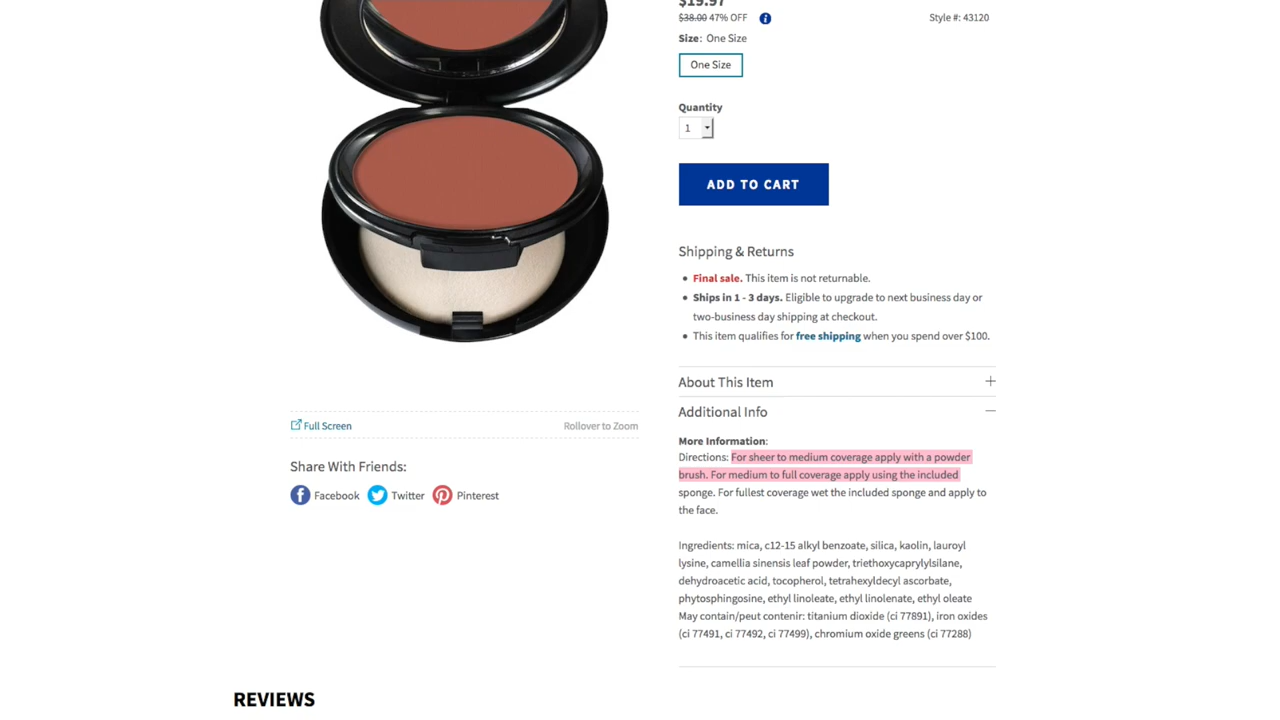 $19.97
$38.00 47% OFF
Style #: 43120
Size: One Size
One Size
Quantity
1
ADD TO CART
Shipping & Returns
Final sale. This item is not returnable.
Ships in 1 - 3 days. Eligible to upgrade to next business day or
two-business day shipping at checkout.
This item qualifies for free shipping when you spend over $100.
About This Item
Additional Info
More Information:
Directions: For sheer to medium coverage apply with a powder
brush. For medium to full coverage apply using the included
sponge. For fullest coverage wet the included sponge and apply to
the face.
Ingredients: mica, c12-15 alkyl benzoate, silica, kaolin, lauroyl
lysine, camellia sinensis leaf powder, triethoxycaprylylsilane,
dehydroacetic acid, tocopherol, tetrahexyldecyl ascorbate,
phytosphingosine, ethyl linoleate, ethyl linolenate, ethyl oleate
May contain/peut contenir: titanium dioxide (ci 77891), iron oxides
(ci 77491, ci 77492, ci 77499), chromium oxide greens (ci 77288)
Full Screen
Rollover to Zoom
Share With Friends:
Facebook Twitter Pinterest
REVIEWS